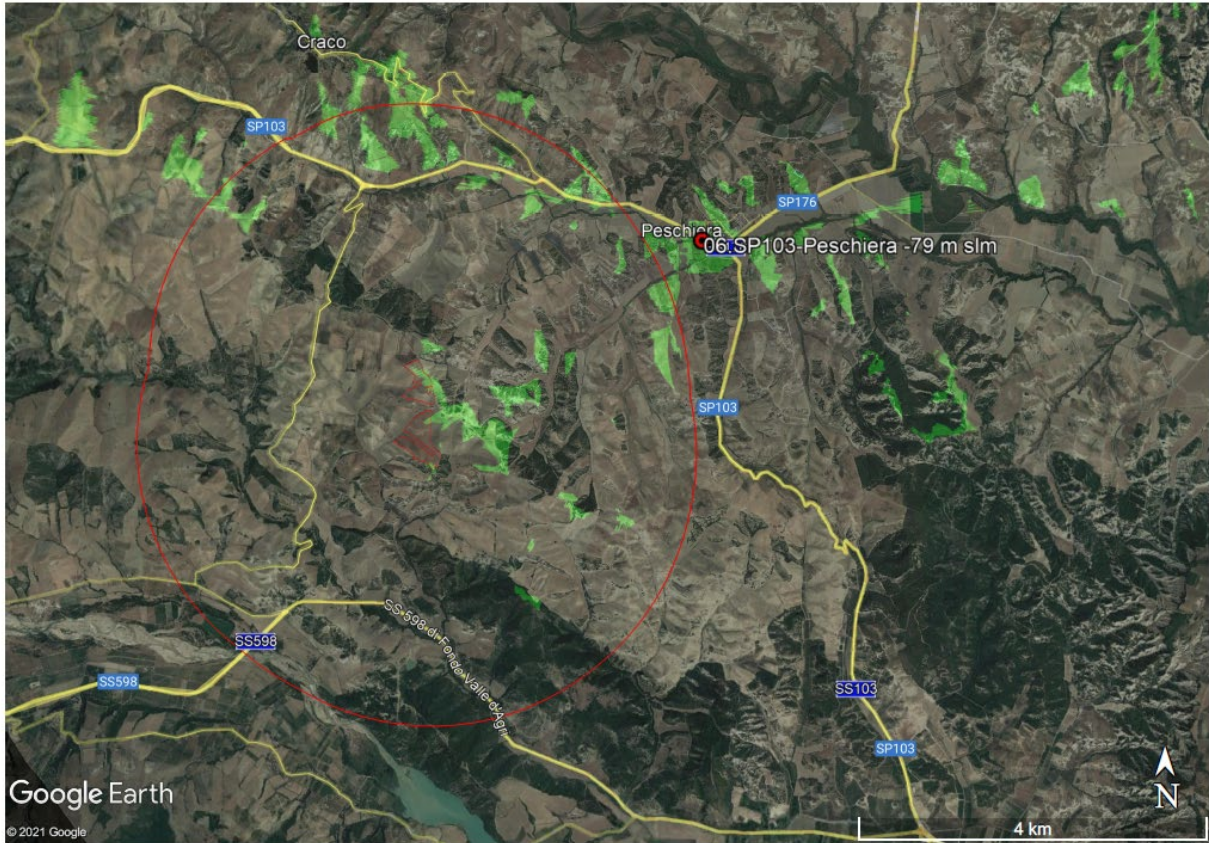 Craco
SP103
SP176
Peschiera
06.SP103-Peschiera -79 m slm
SP103
SS 598 di Fondo Valle d'Agri
SS598
SS598
SS103
SP103
N
Google Earth
© 2021 Google
4 km